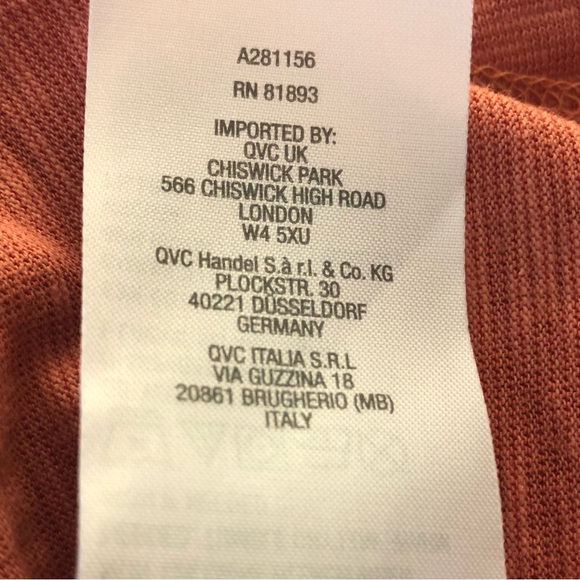 A281156
RN 81893
IMPORTED BY:
QVC UK
CHISWICK PARK
566 CHISWICK HIGH ROAD
LONDON
W4 5XU
QVC Handel S.à r.l. & Co. KG
PLOCKSTR. 30
40221 DÜSSELDORF
GERMANY
QVC ITALIA S.R.L
VIA GUZZINA 18
20861 BRUGHERIO (MB)
ITALY